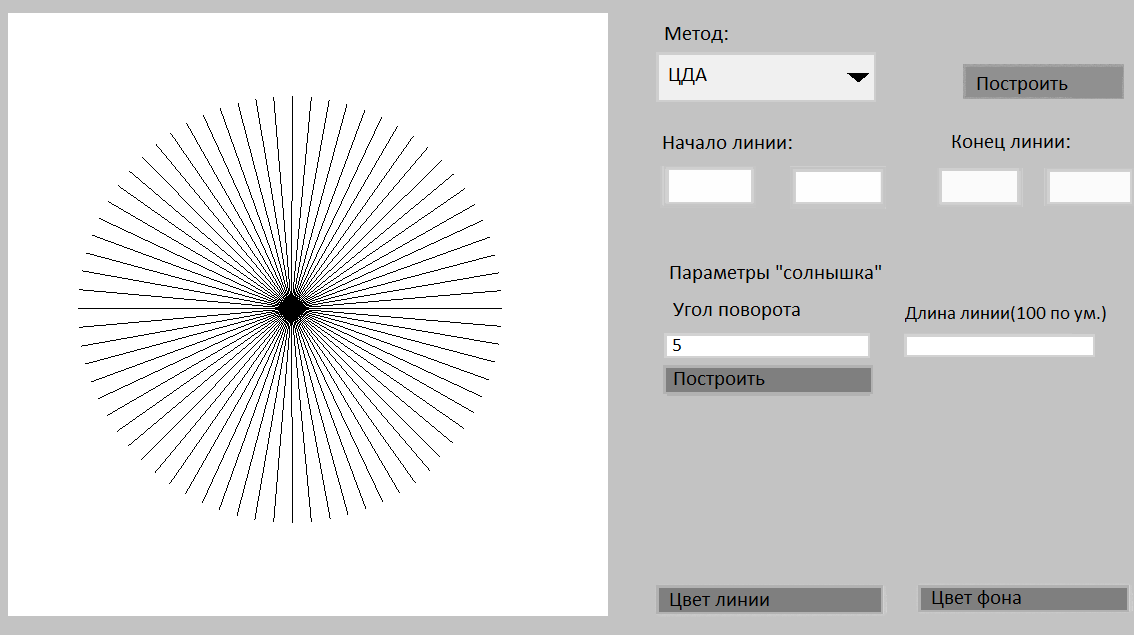 Метод:
ЦДА
Построить
Начало линии:
Конец линии:
Параметры "солнышка"
Угол поворота
Длина линии(100 по ум.)
5
Построить
Цвет линии
Цвет фона